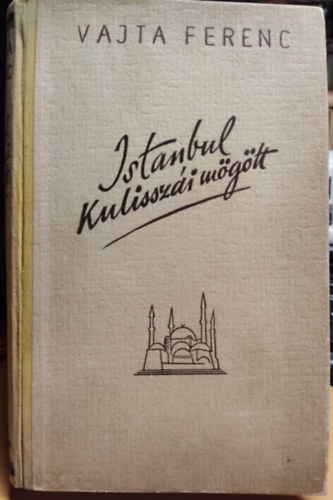 VAJTA FERENC
Istanbul
Kulisszái mögött